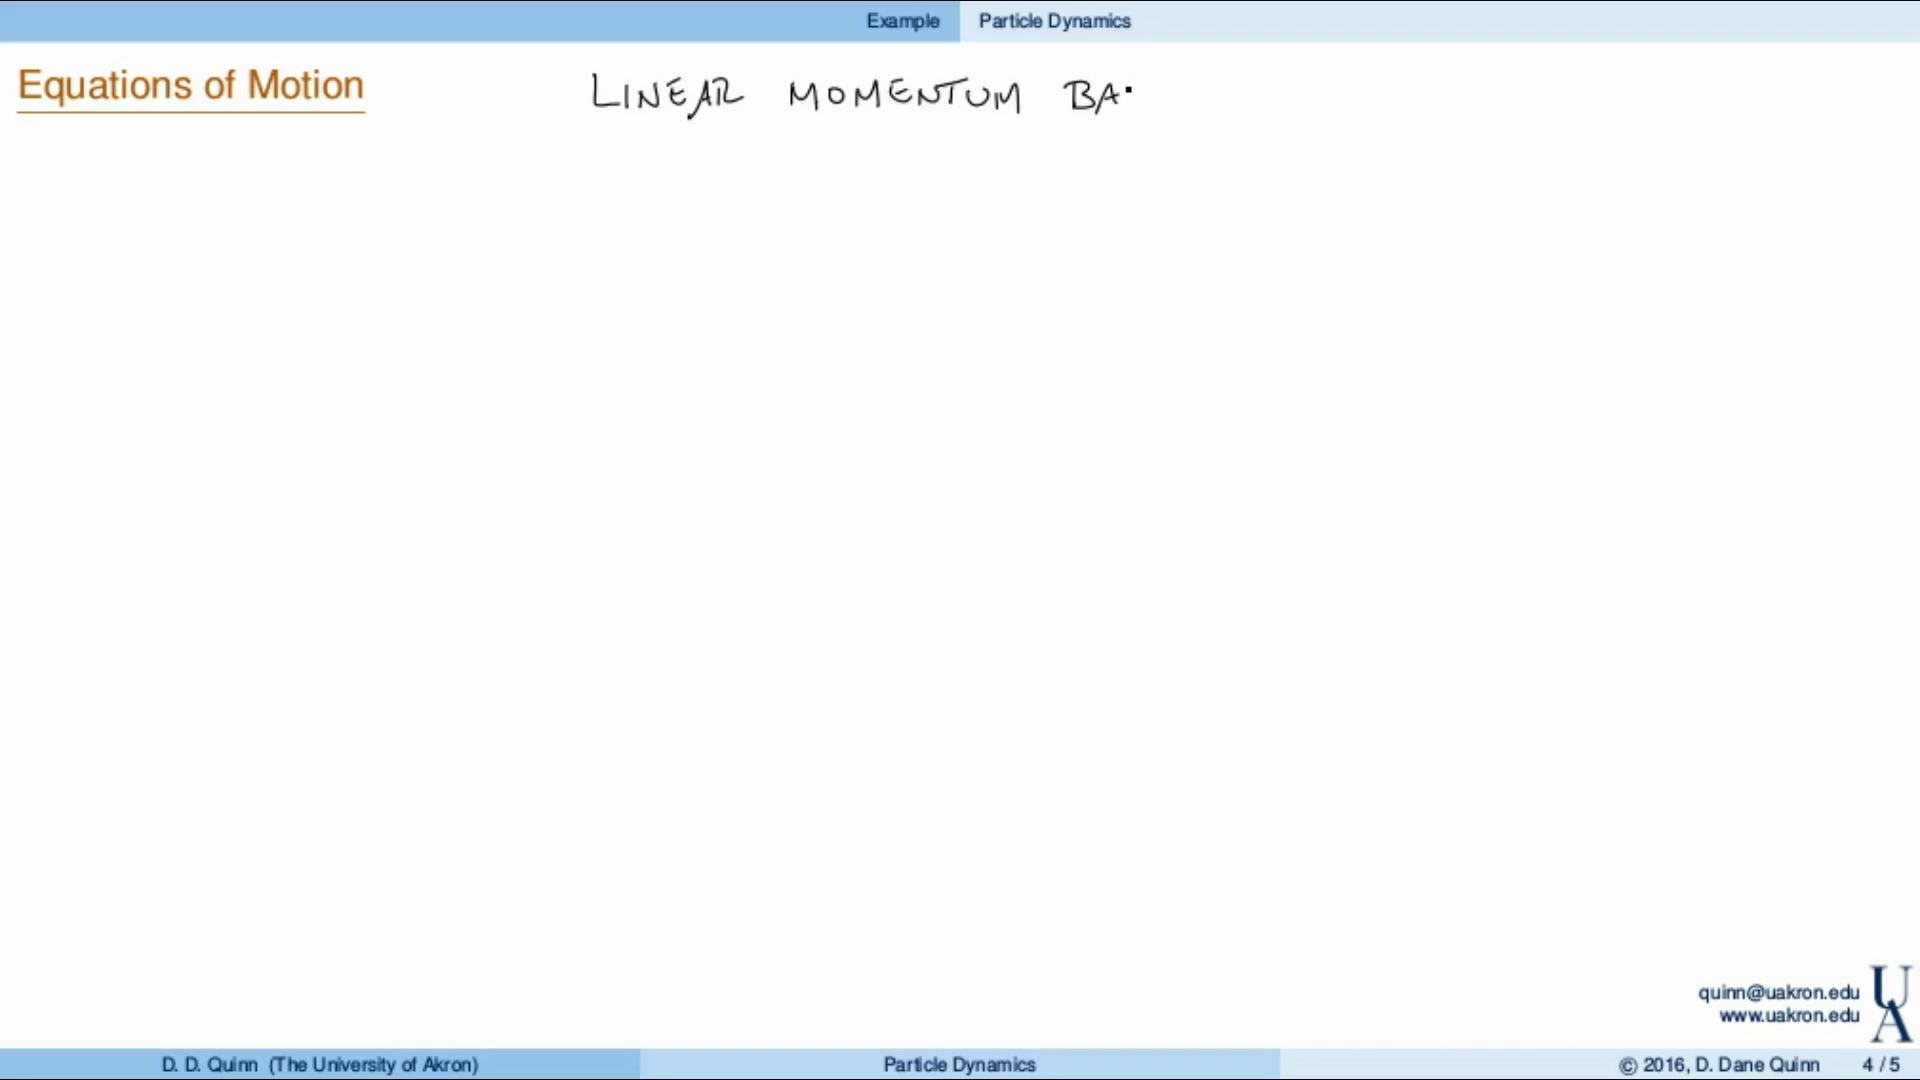 Example Particle Dynamics
Equations of Motion
LINEAR MOMENTUM BA
quinn@uakron.edu
www.uakron.edu
UA
D. D. Quinn (The University of Akron) Particle Dynamics © 2016, D. Dane Quinn 4 / 5